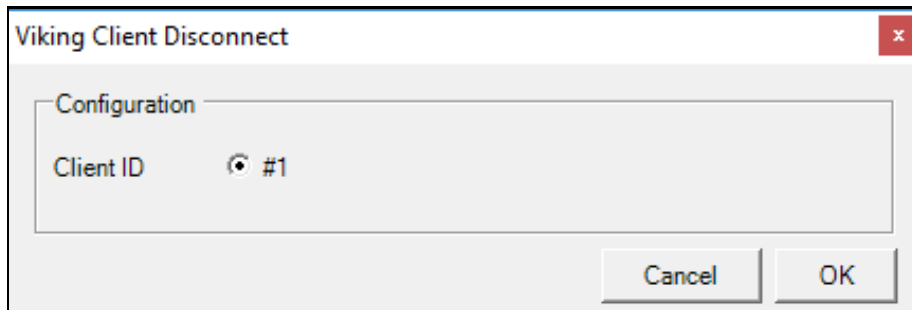 Viking Client Disconnect
x
Configuration
Client ID #1
Cancel OK